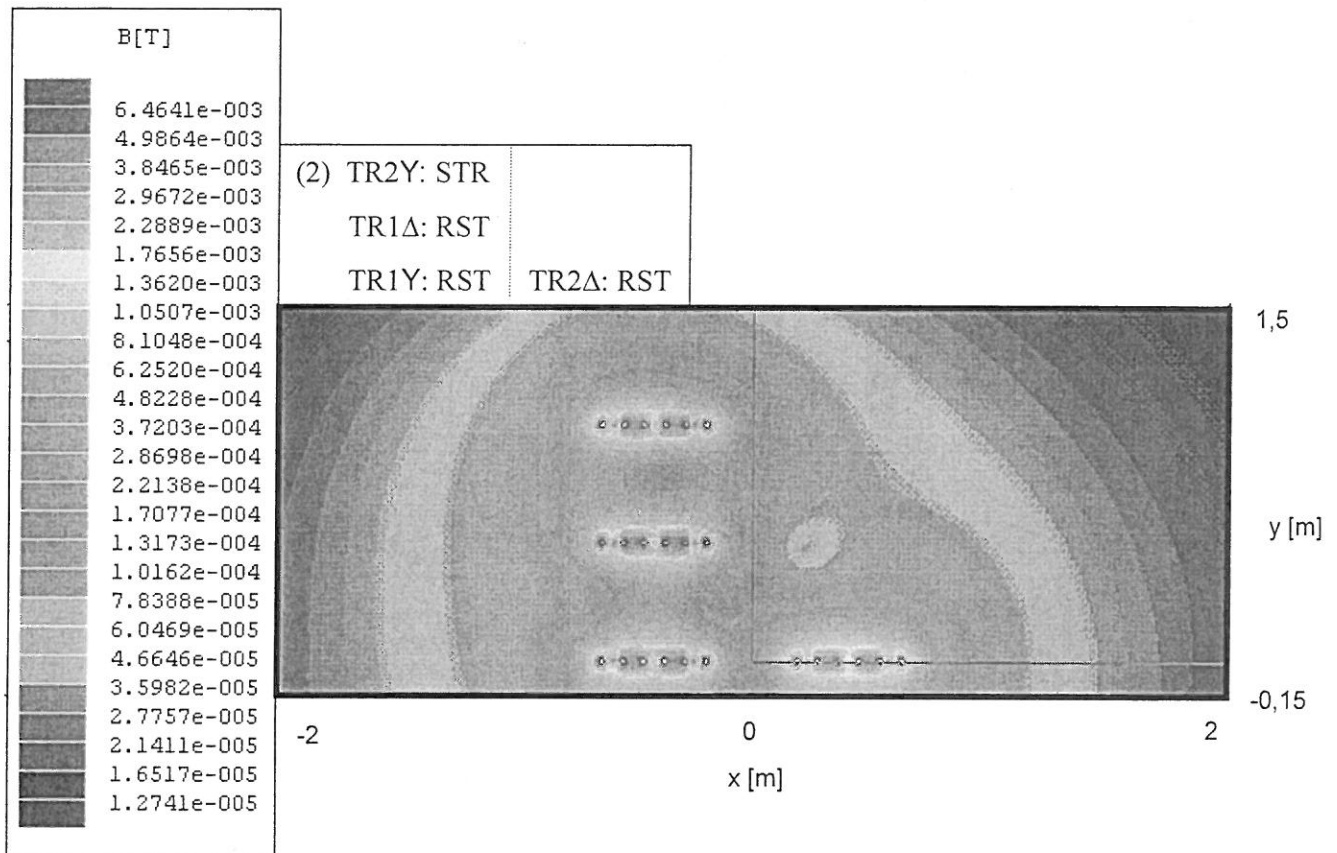 B[T]
6.4641e-003
4.9864e-003
3.8465e-003
2.9672e-003
2.2889e-003
1.7656e-003
1.3620e-003
1.0507e-003
8.1048e-004
6.2520e-004
4.8228e-004
3.7203e-004
2.8698e-004
2.2138e-004
1.7077e-004
1.3173e-004
1.0162e-004
7.8388e-005
6.0469e-005
4.6646e-005
3.5982e-005
2.7757e-005
2.1411e-005
1.6517e-005
1.2741e-005
(2) TR2Y: STR
TR1Δ: RST
TR1Y: RST TR2Δ: RST
1,5
y [m]
-0,15
-2 0 2
x [m]